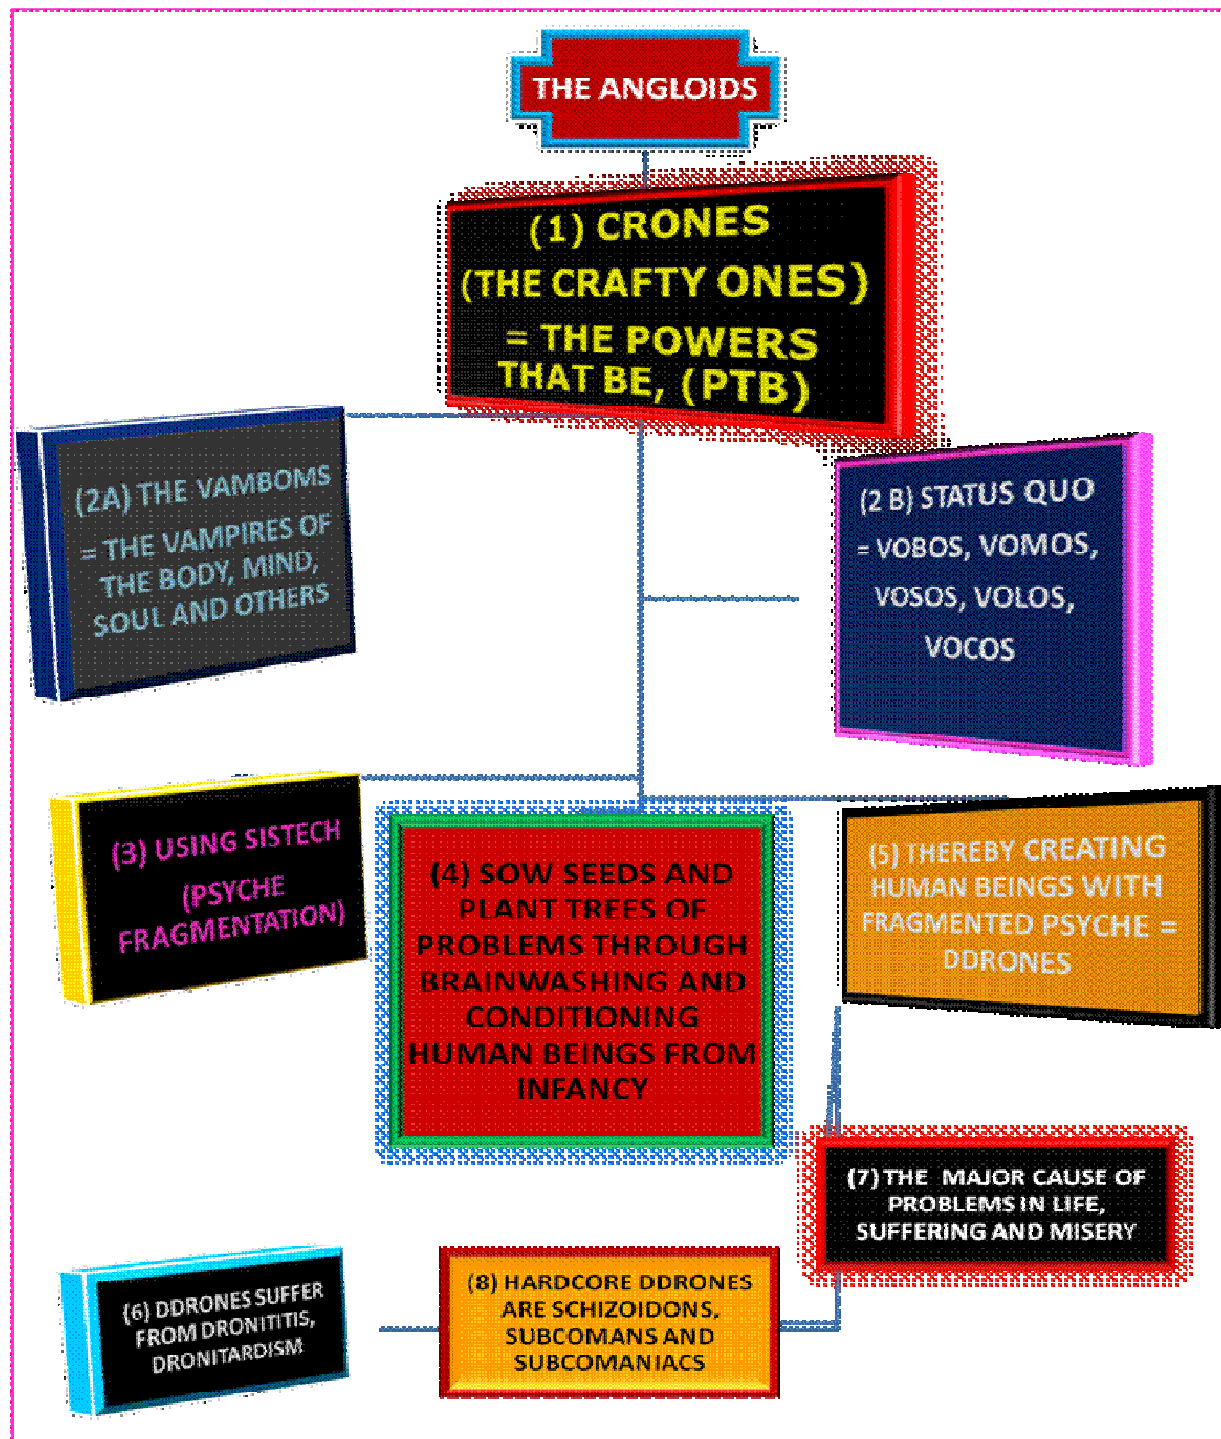 THE ANGLOIDS
(1) CRONES
(THE CRAFTY ONES)
= THE POWERS
THAT BE, (PTB)
(2A) THE VAMBOMS
= THE VAMPIRES OF
THE BODY, MIND,
SOUL AND OTHERS
(2 B) STATUS QUO
= VOBOS, VOMOS,
VOSOS, VOLOS,
VOCOS
(3) USING SISTECH
(PSYCHE
FRAGMENTATION)
(4) SOW SEEDS AND
PLANT TREES OF
PROBLEMS THROUGH
BRAINWASHING AND
CONDITIONING
HUMAN BEINGS FROM
INFANCY
(5) THEREBY CREATING
HUMAN BEINGS WITH
FRAGMENTED PSYCHE =
DDRONES
(7) THE MAJOR CAUSE OF
PROBLEMS IN LIFE,
SUFFERING AND MISERY
(6) DDRONES SUFFER
FROM DRONITITIS,
DRONITARDISM
(8) HARDCORE DDRONES
ARE SCHIZOIDONS,
SUBCOMANS AND
SUBCOMANIACS